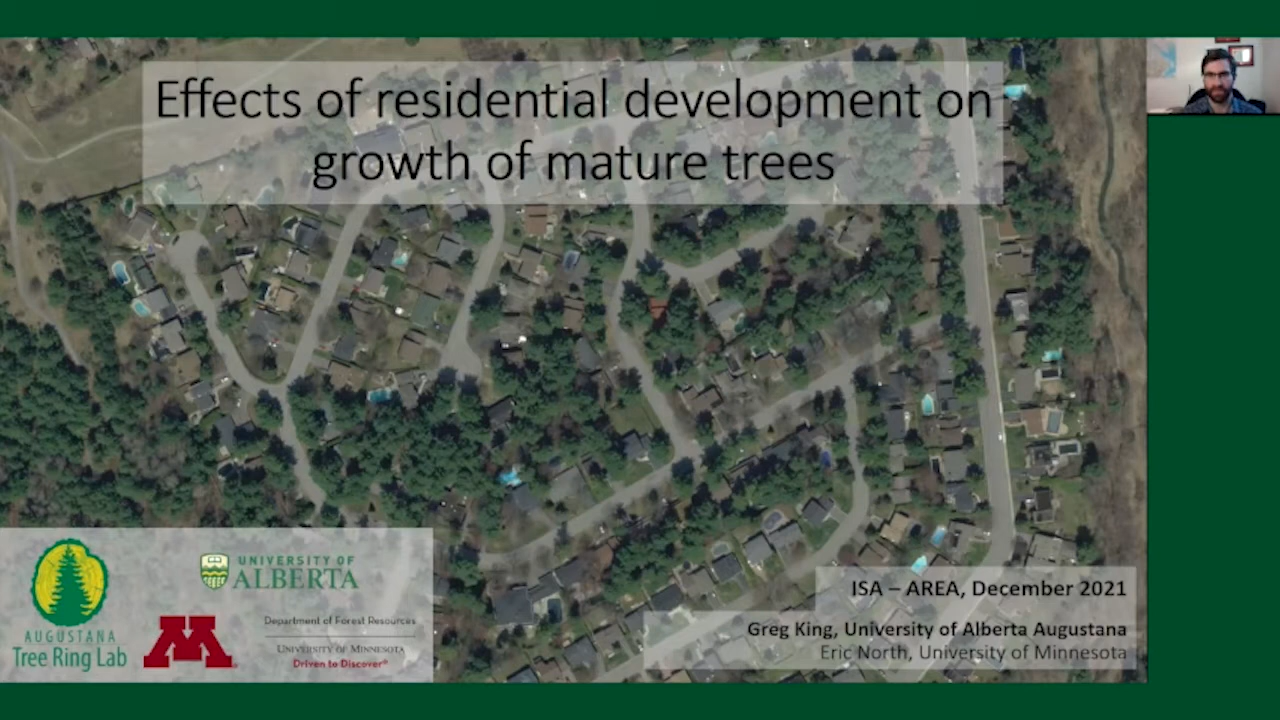 Effects of residential development on
growth of mature trees
AUGUSTANA
Tree Ring Lab
UNIVERSITY OF
ALBERTA
M
Department of Forest Resources
UNIVERSITY OF MINNESOTA
Driven to Discover®
ISA – AREA, December 2021
Greg King, University of Alberta Augustana
Eric North, University of Minnesota